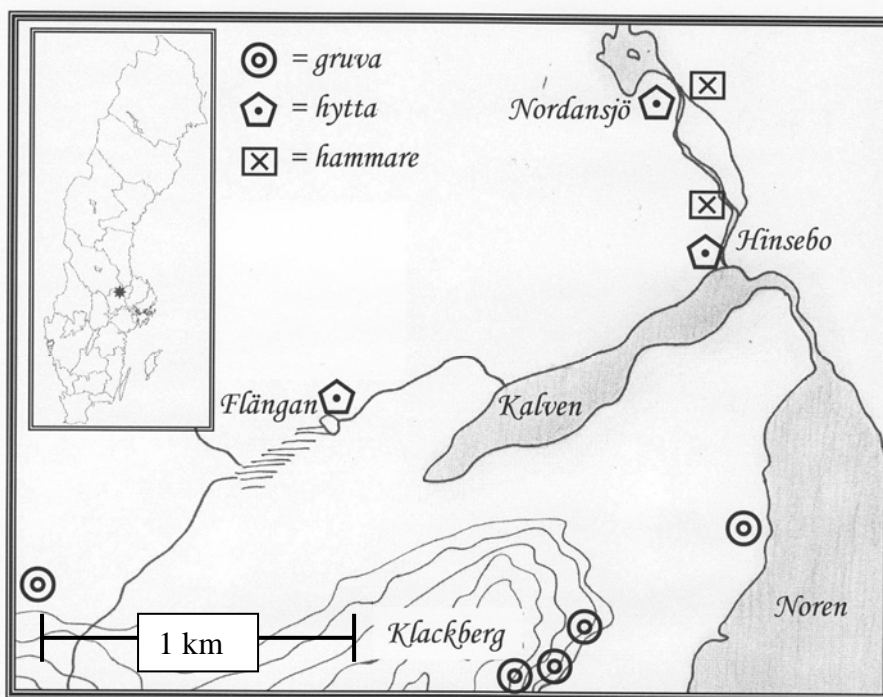 = gruva
Nordansjö
= hytta
= hammare
Hinsebo
Flängan
Kalven
Noren
Klackberg
1 km